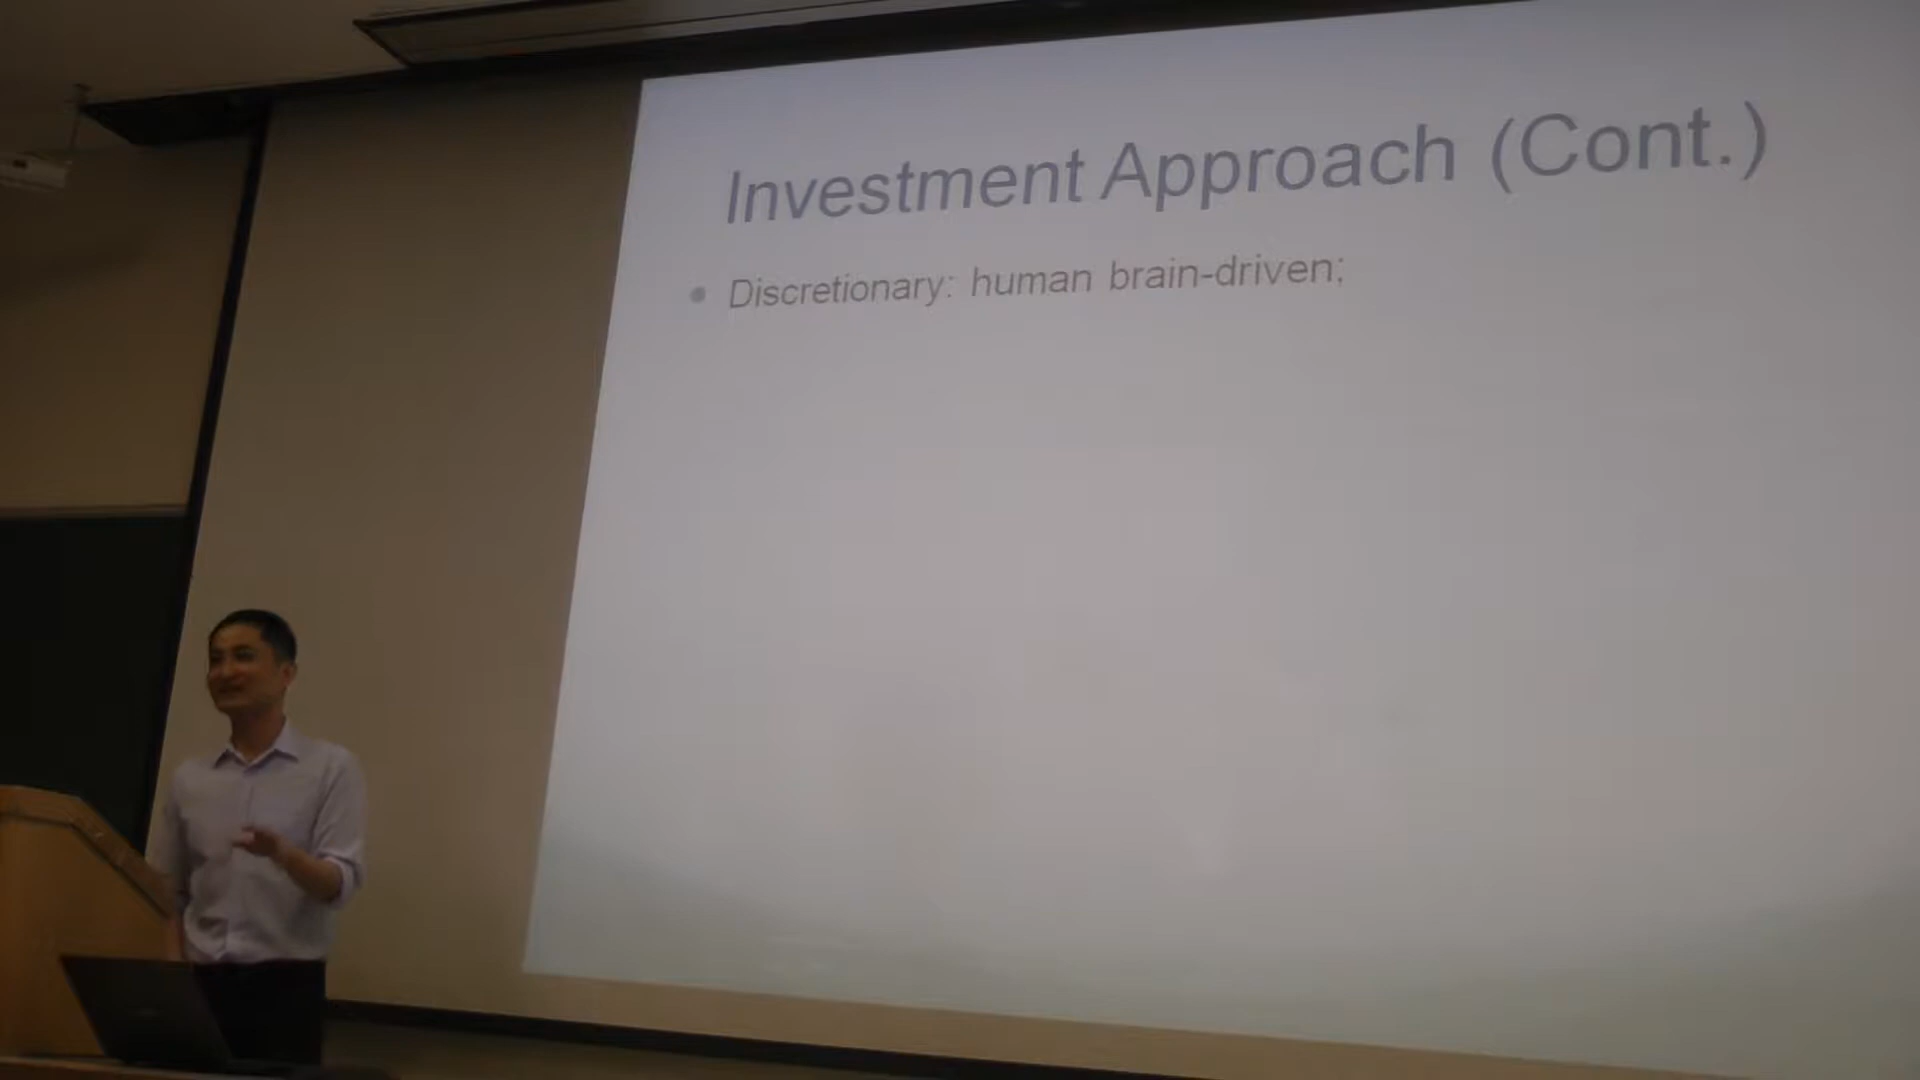 Investment Approach (Cont.)
Discretionary: human brain-driven;